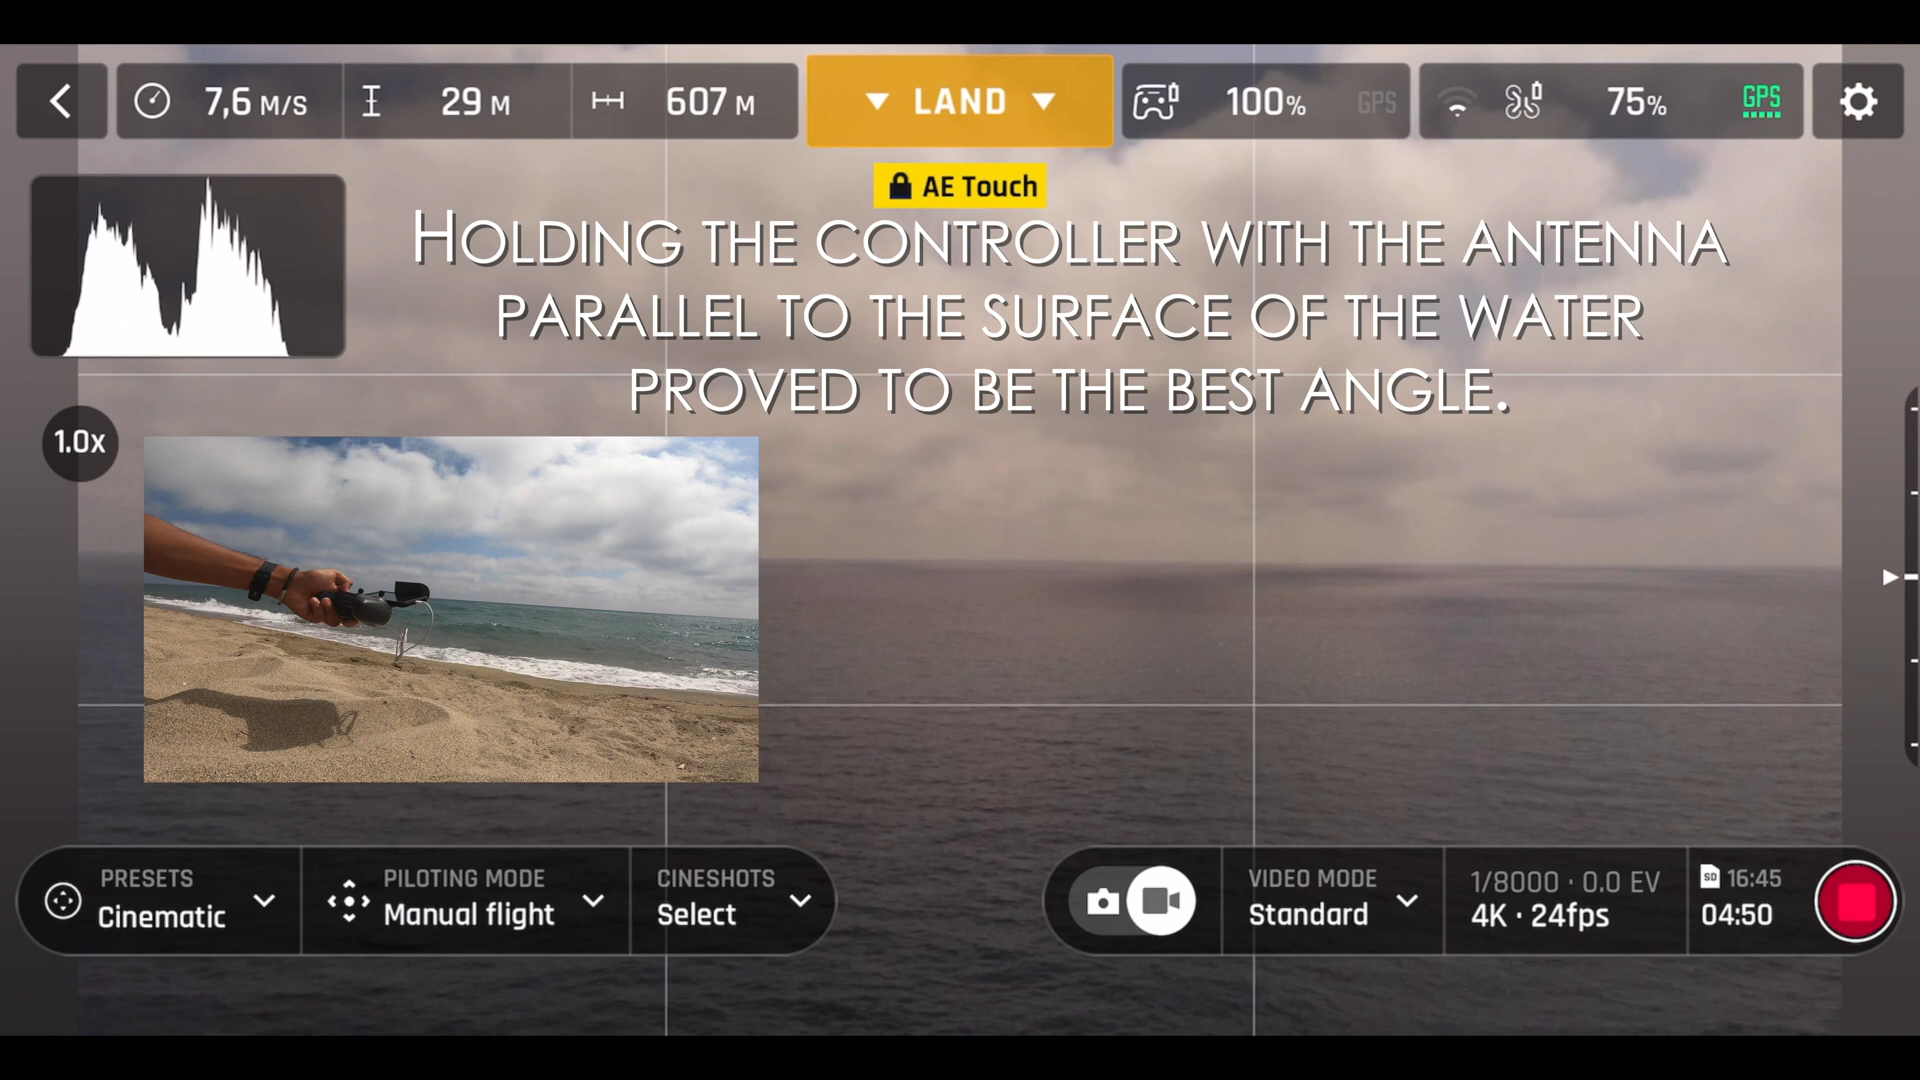 7,6 M/S
29 M
607 M
LAND
100%
GPS
75%
GPS
AE Touch
HOLDING THE CONTROLLER WITH THE ANTENNA
PARALLEL TO THE SURFACE OF THE WATER
PROVED TO BE THE BEST ANGLE.
1.0x
PRESETS
Cinematic
PILOTING MODE
Manual flight
CINESHOTS
Select
VIDEO MODE
Standard
1/8000 · 0.0 EV
4K · 24fps
SD 16:45
04:50